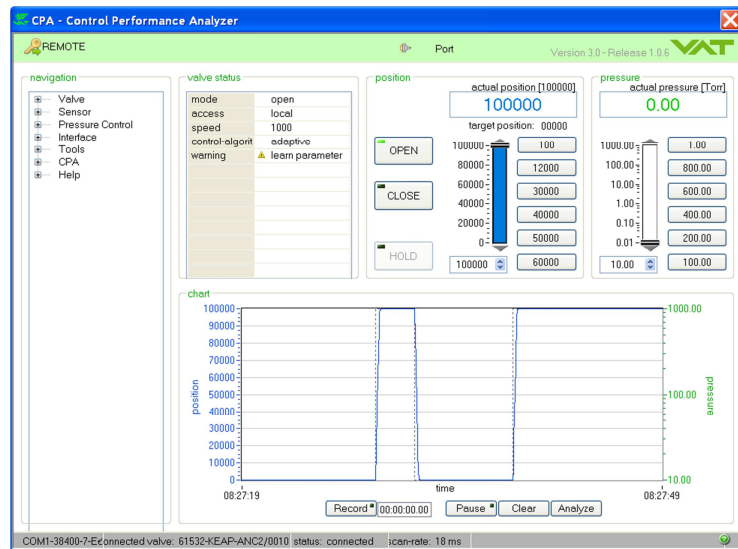 CPA - Control Performance Analyzer
REMOTE
Port
Version 3.0 - Release 1.0.6
VAT
navigation
Valve
Sensor
Pressure Control
Interface
Tools
CPA
Help
valve status
mode open
access local
speed 1000
control-algorit adaptive
warning learn parameter
position
actual position [100000]
100000
target position: 00000
OPEN
CLOSE
HOLD
100000
80000
60000
40000
20000
0
100000
100
12000
30000
40000
50000
60000
pressure
actual pressure [Torr]
0.00
1000.00
100.00
10.00
1.00
0.10
0.01
10.00
1.00
800.00
600.00
400.00
200.00
100.00
chart
100000
90000
80000
70000
60000
50000
40000
30000
20000
10000
0
position
1000.00
100.00
10.00
pressure
08:27:19
time
08:27:49
Record 00:00:00.00 Pause Clear Analyze
COM1-38400-7-E onnected valve: 61532-KEAP-ANC2/0010 status: connected scan-rate: 18 ms